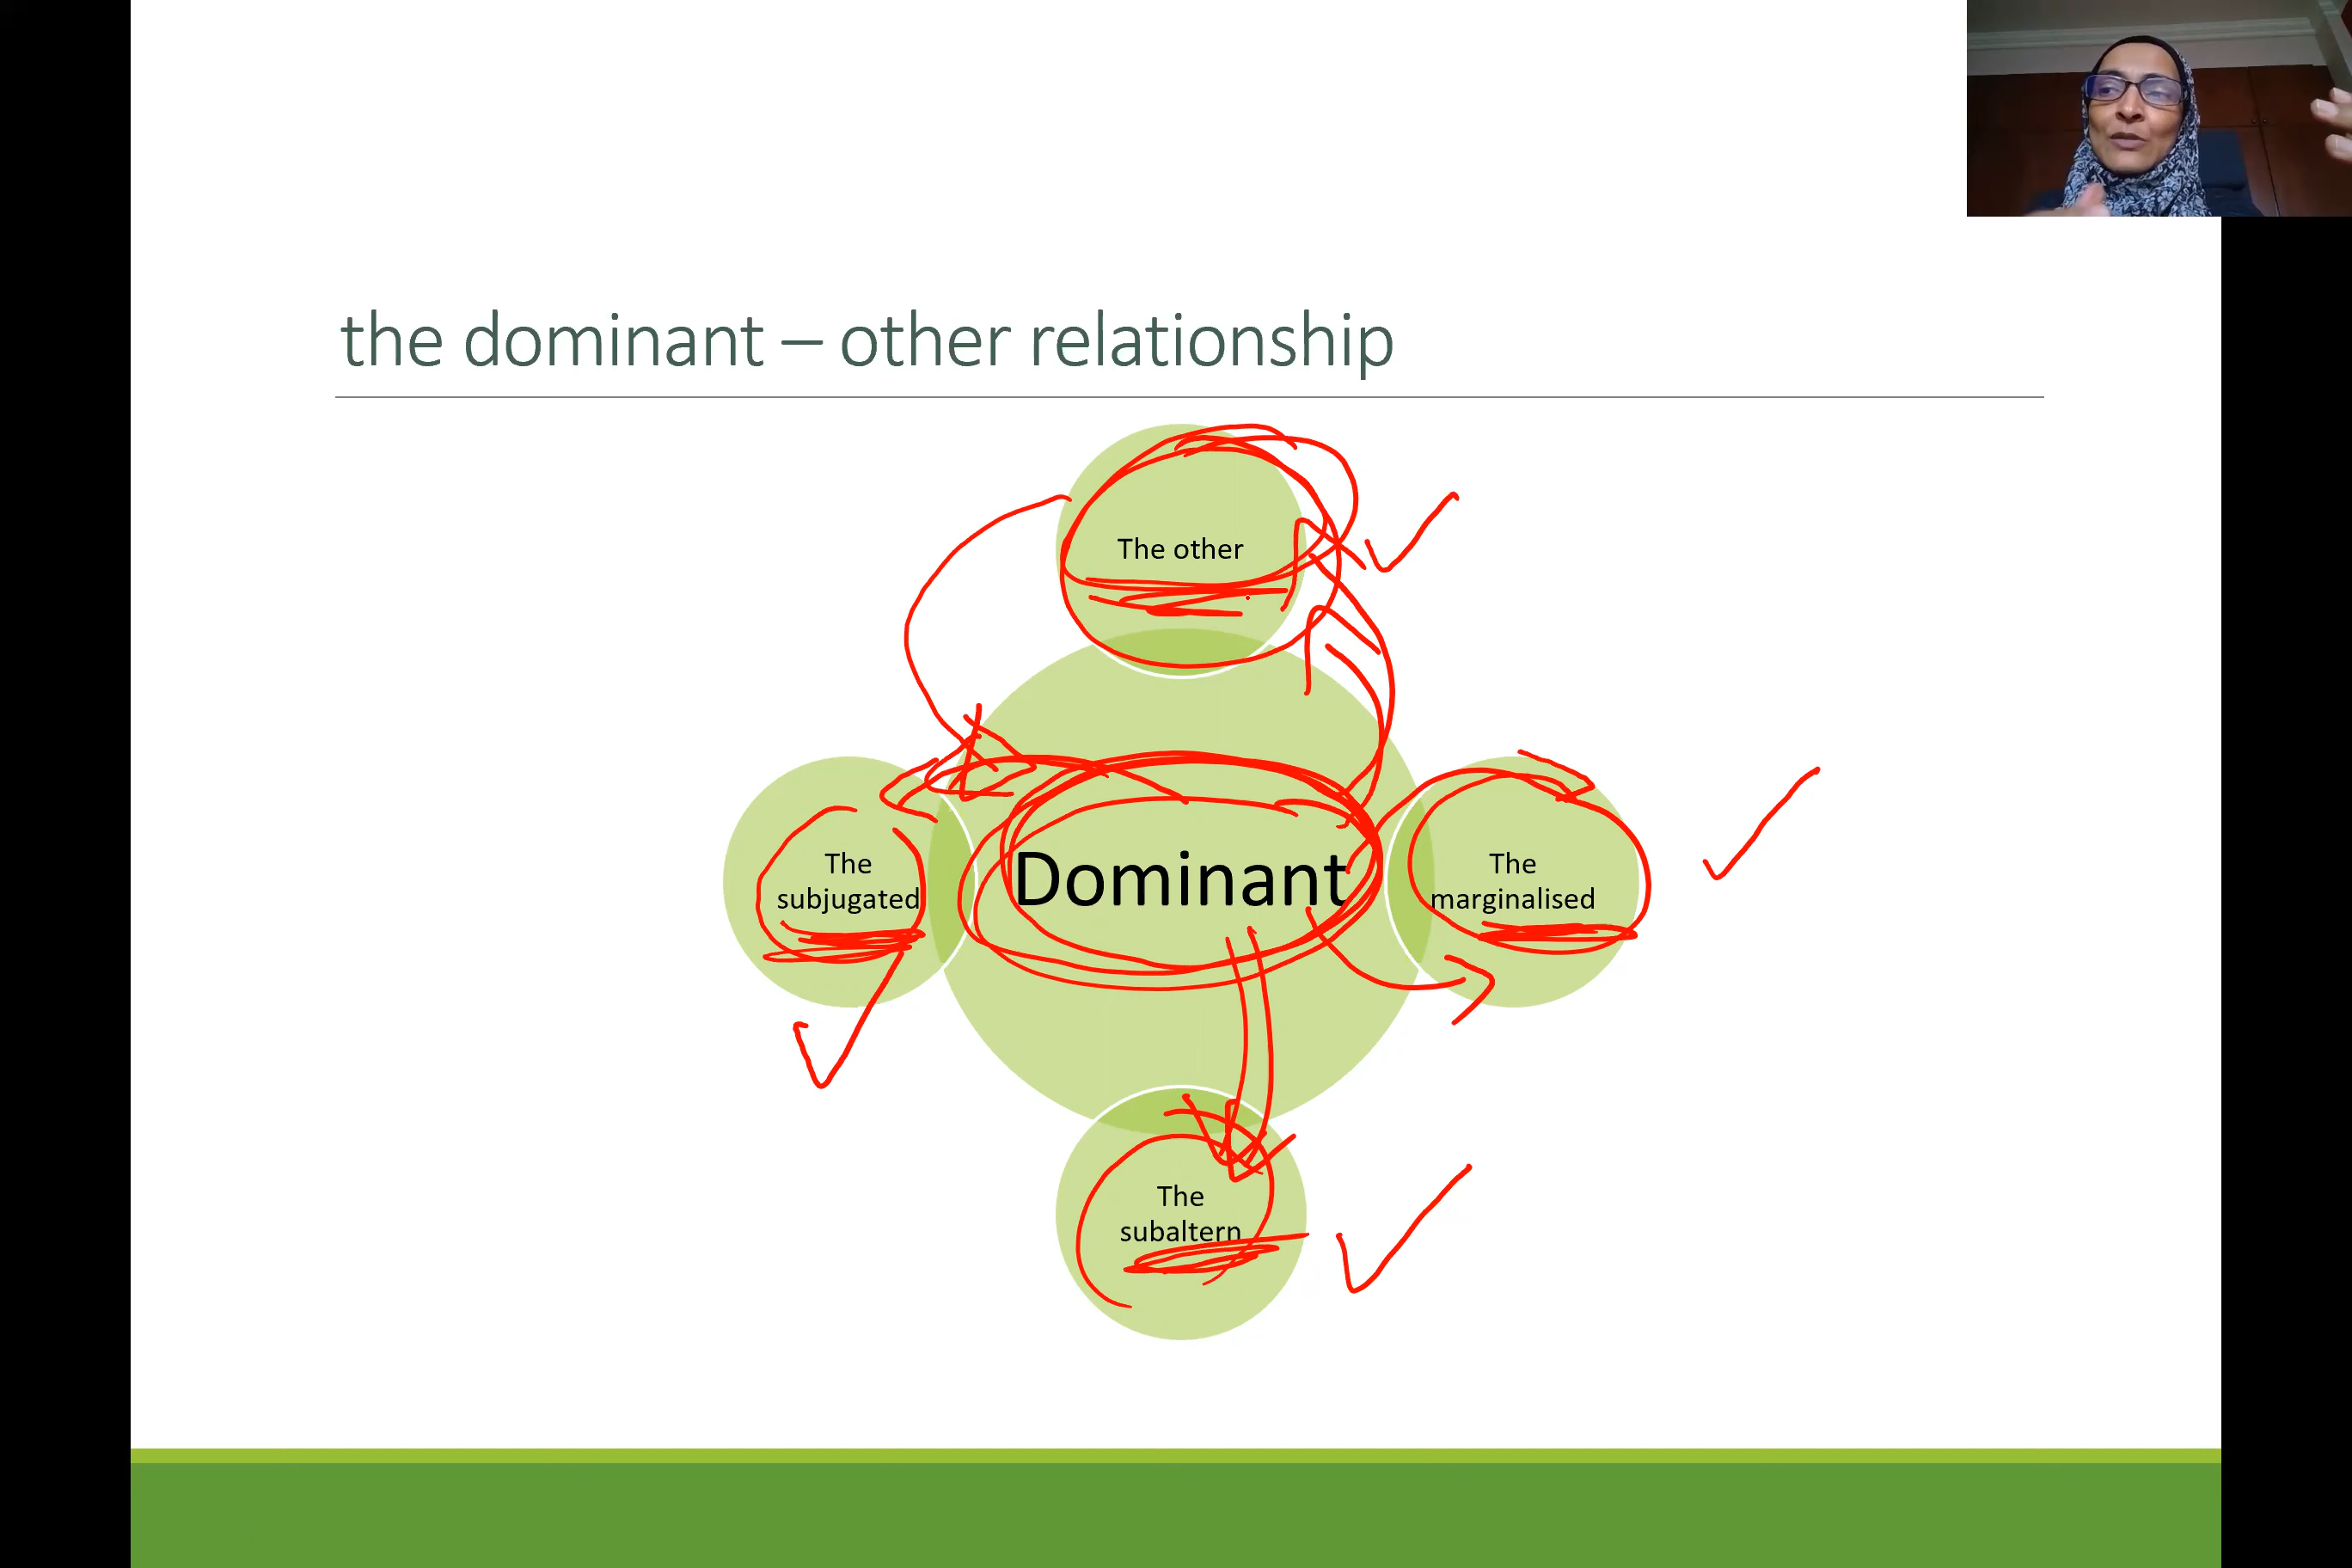 the dominant – other relationship
The other
The
subjugated
Dominant
The
marginalised
The
subaltern